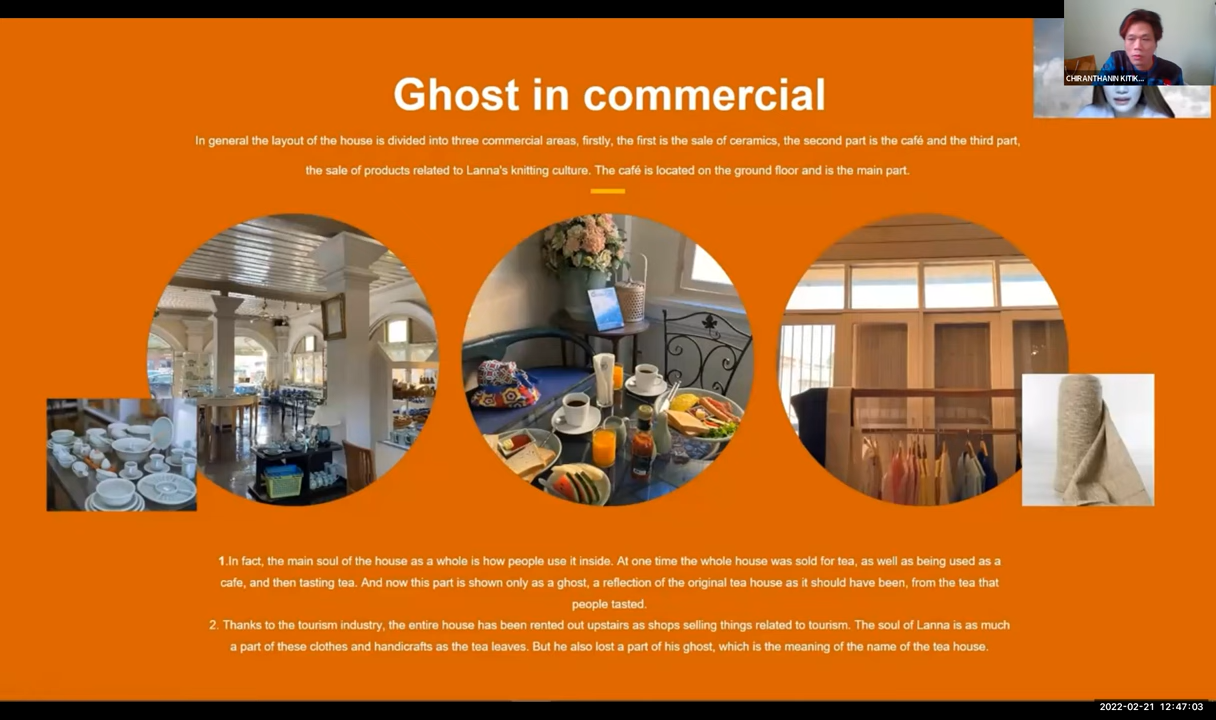 CHIRANTHANIN KITIK...
Ghost in commercial
In general the layout of the house is divided into three commercial areas, firstly, the first is the sale of ceramics, the second part is the café and the third part,
the sale of products related to Lanna's knitting culture. The café is located on the ground floor and is the main part.
1.In fact, the main soul of the house as a whole is how people use it inside. At one time the whole house was sold for tea, as well as being used as a
cafe, and then tasting tea. And now this part is shown only as a ghost, a reflection of the original tea house as it should have been, from the tea that
people tasted.
2. Thanks to the tourism industry, the entire house has been rented out upstairs as shops selling things related to tourism. The soul of Lanna is as much
a part of these clothes and handicrafts as the tea leaves. But he also lost a part of his ghost, which is the meaning of the name of the tea house.
2022-02-21 12:47:03